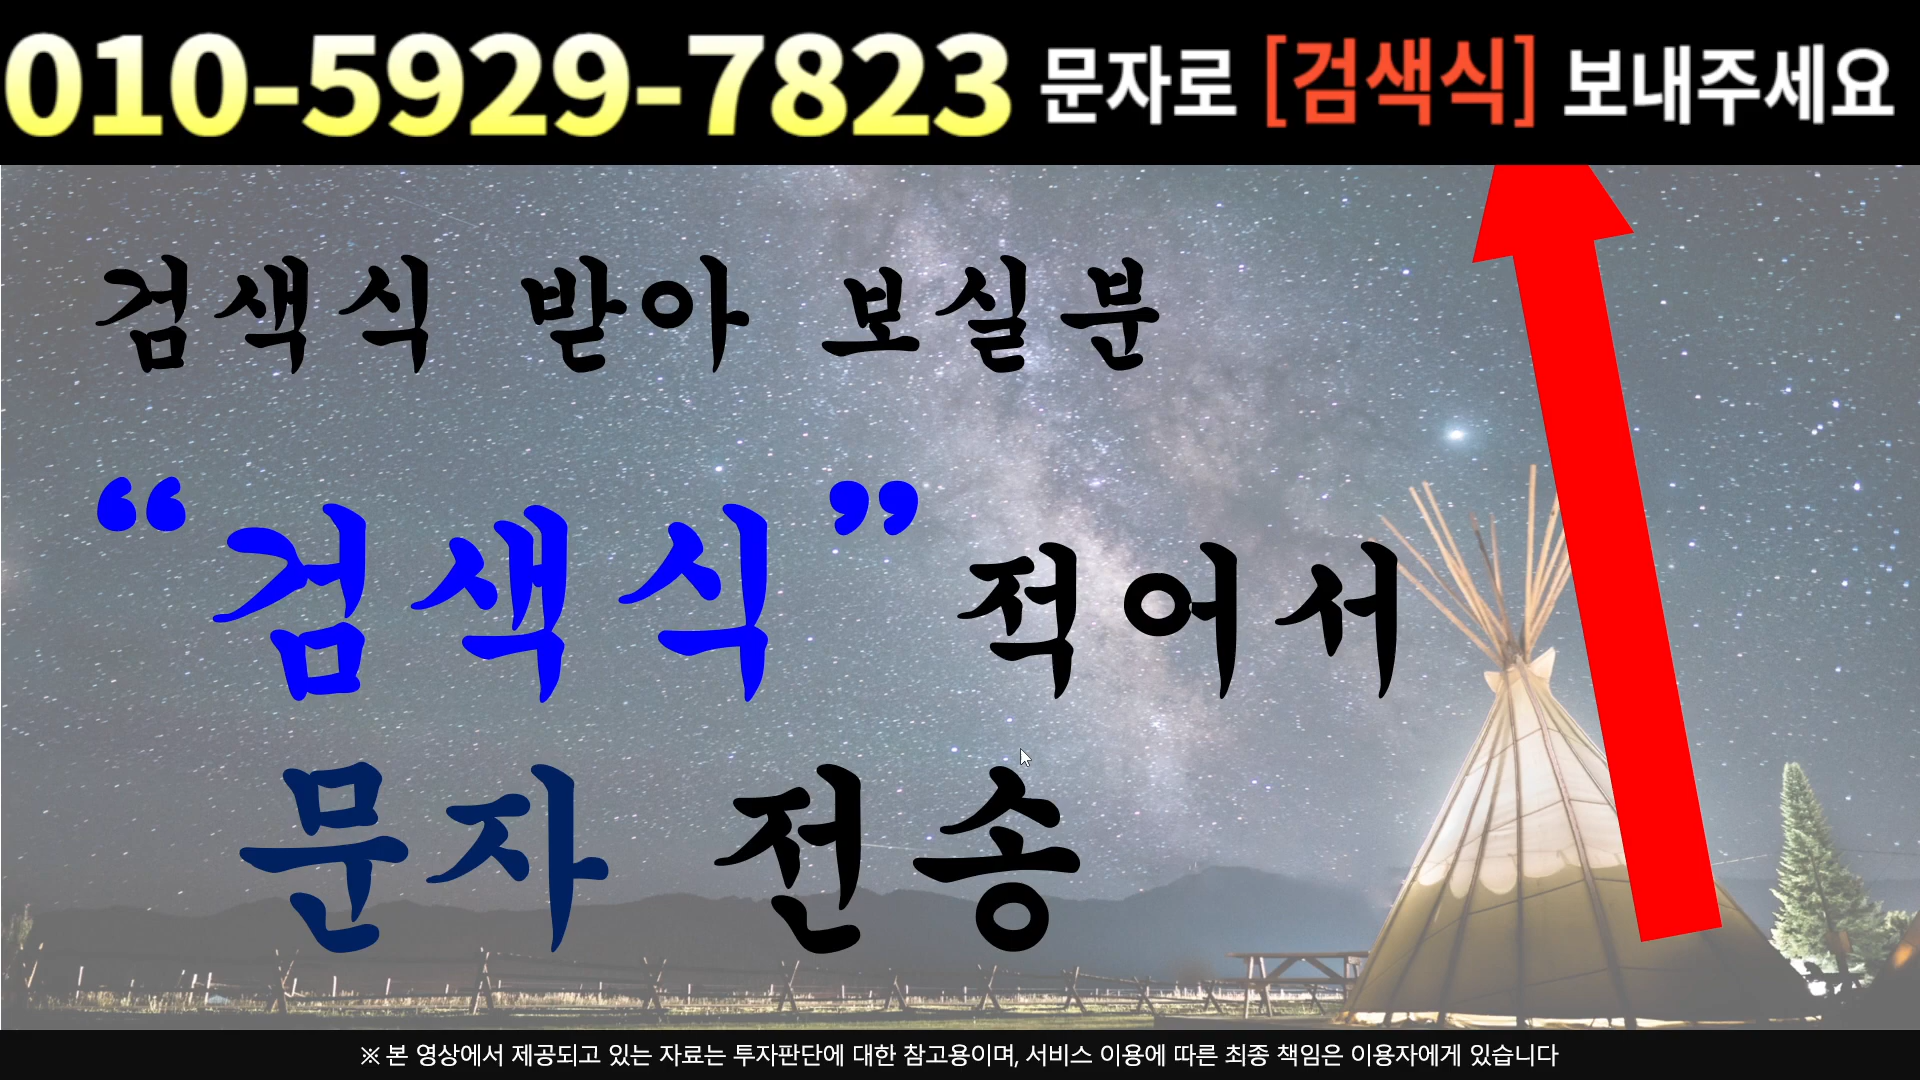 010-5929-7823 문자로 [검색식] 보내주세요
검색식 받아 보실분
“검색식” 적어서
문자 전송
※ 본 영상에서 제공되고 있는 자료는 투자판단에 대한 참고용이며, 서비스 이용에 따른 최종 책임은 이용자에게 있습니다